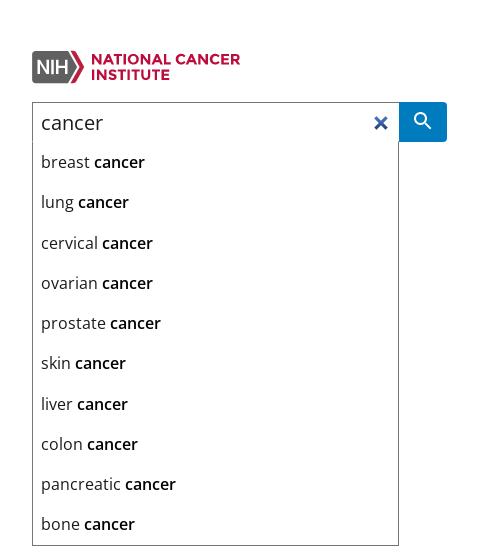 NIH NATIONAL CANCER
INSTITUTE
cancer
breast cancer
lung cancer
cervical cancer
ovarian cancer
prostate cancer
skin cancer
liver cancer
colon cancer
pancreatic cancer
bone cancer